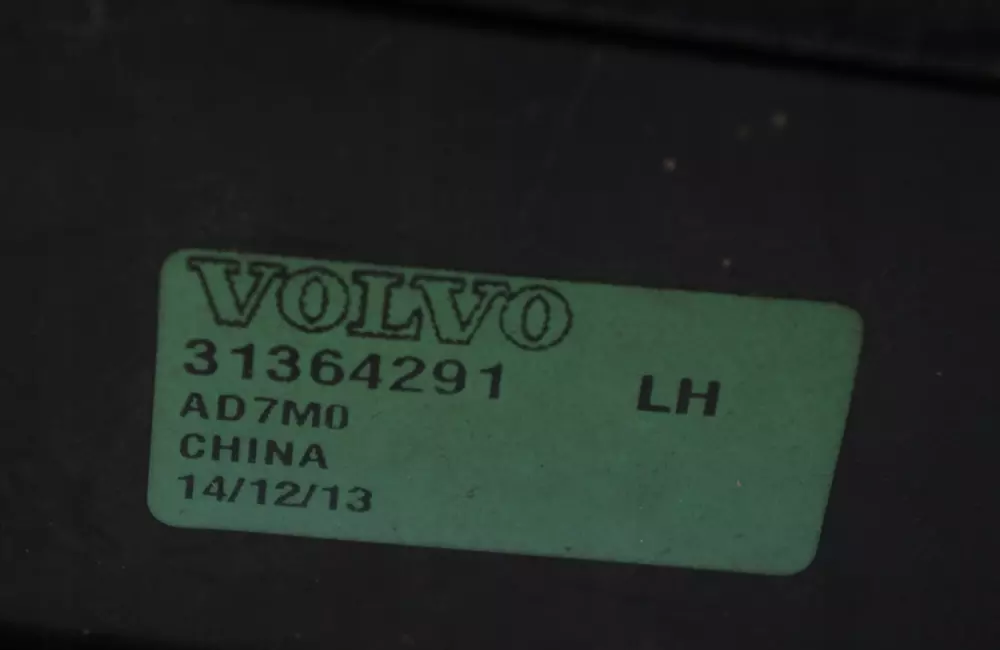 VOLVO
31364291
LH
AD7M0
CHINA
14/12/13